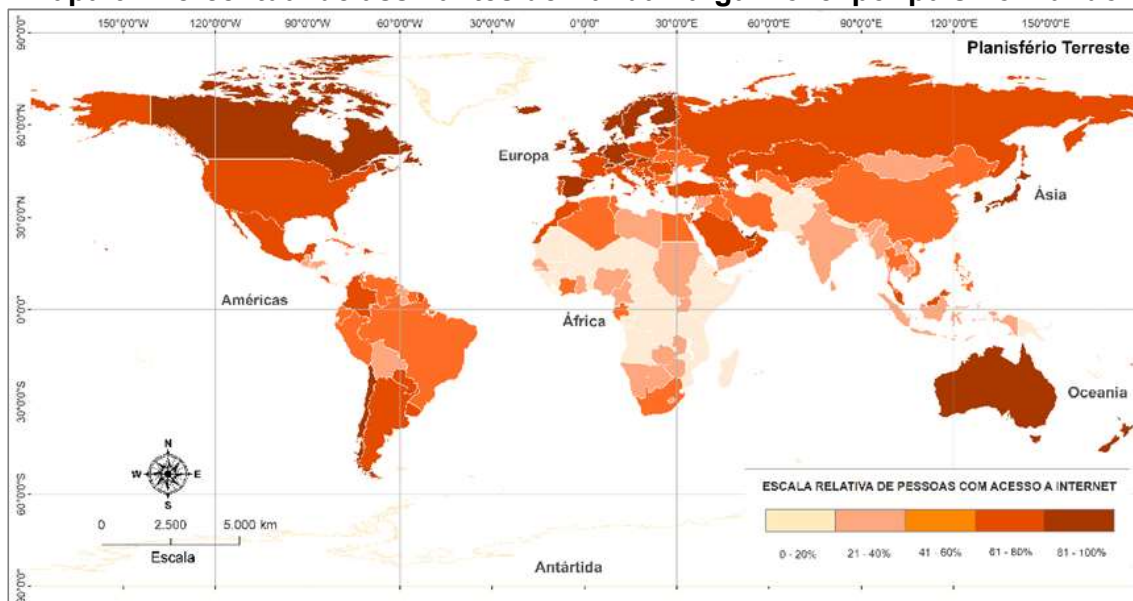 150°0'0"W 120°0'0"W 90°0'0"W 60°0'0"W 30°0'0"W 0°0'0" 30°0'0"E 60°0'0"E 90°0'0"E 120°0'0"E 150°0'0"E
Planisfério Terreste
90°0'0"
60°0'0"N
Europa
Ásia
30°0'0"N
Américas
África
0°0'0"
Oceania
30°0'0"S
N
W E
S
60°0'0"S
0 2.500 5.000 km
Escala
ESCALA RELATIVA DE PESSOAS COM ACESSO A INTERNET
0 - 20% 21 - 40% 41 - 60% 61 - 80% 81 - 100%
Antártida
90°0'0"